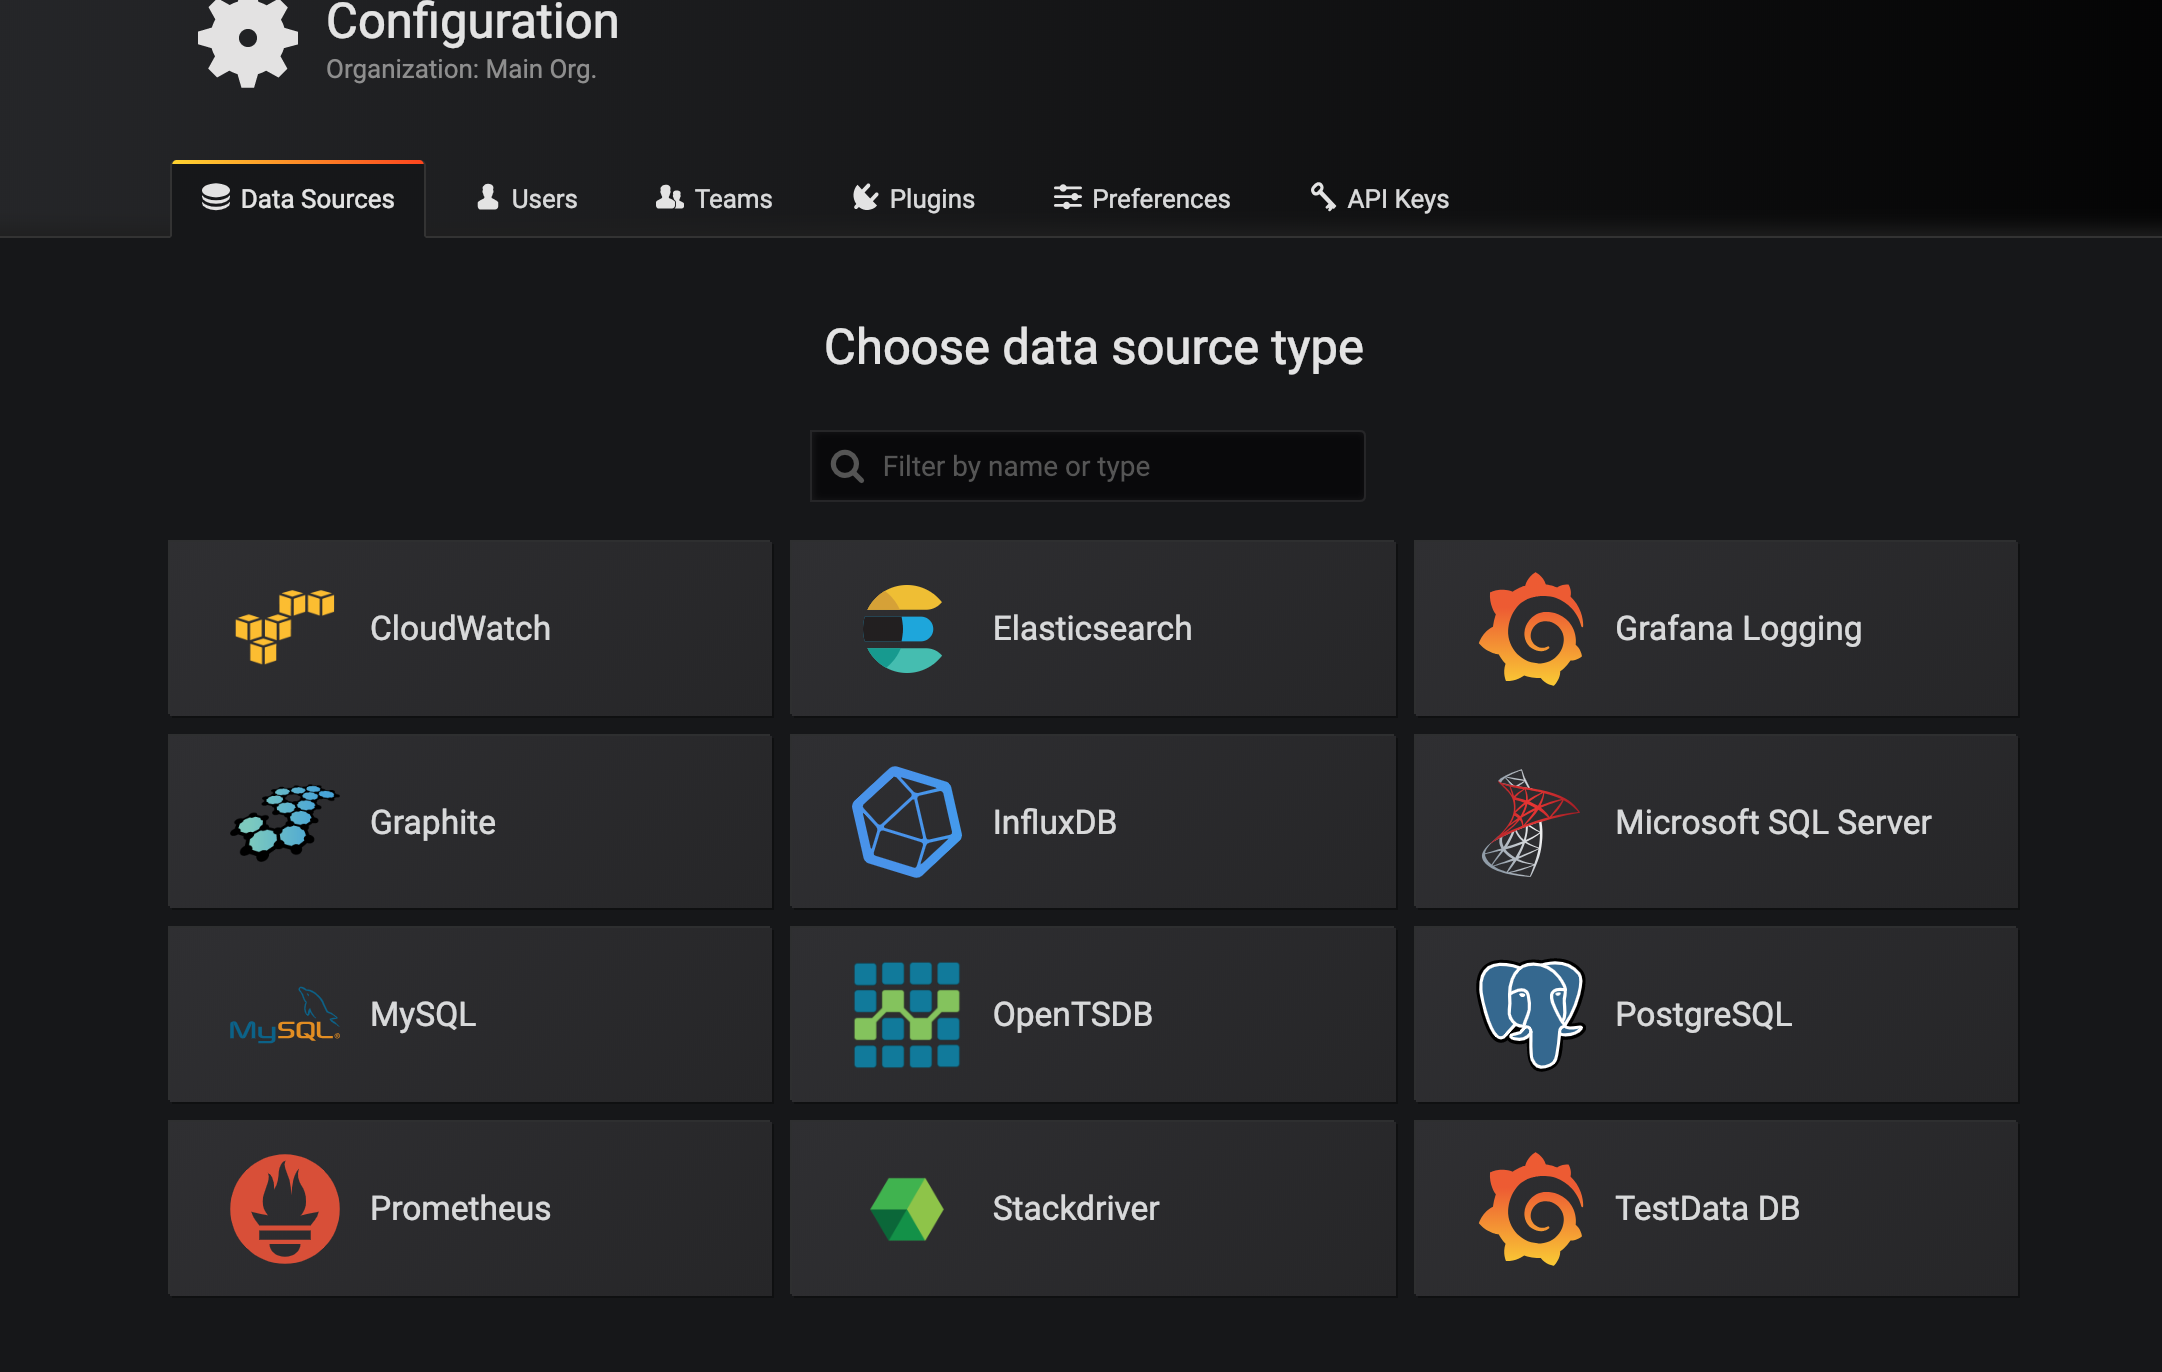 Configuration
Organization: Main Org.
Data Sources
Users
Teams
Plugins
Preferences
API Keys
Choose data source type
Filter by name or type
CloudWatch
Elasticsearch
Grafana Logging
Graphite
InfluxDB
Microsoft SQL Server
MySQL®
MySQL
OpenTSDB
PostgreSQL
Prometheus
Stackdriver
TestData DB